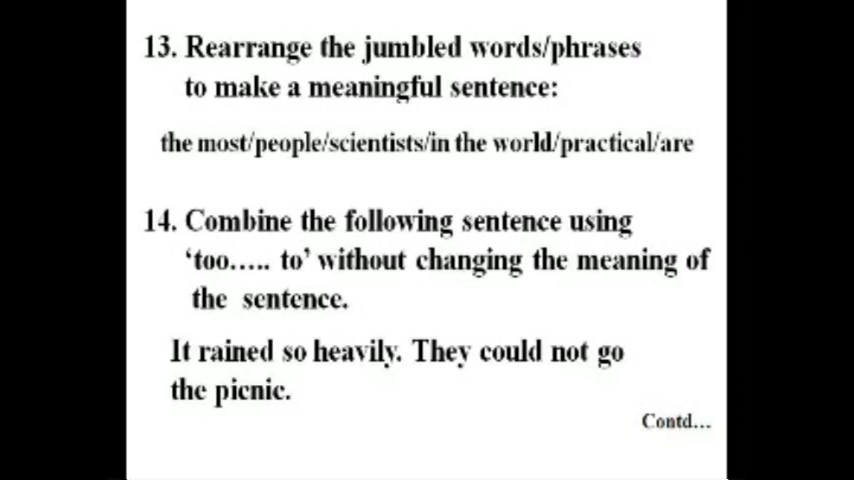 13. Rearrange the jumbled words/phrases
to make a meaningful sentence:
the most/people/scientists/in the world/practical/are
14. Combine the following sentence using
‘too..... to’ without changing the meaning of
the sentence.
It rained so heavily. They could not go
the picnic.
Contd...